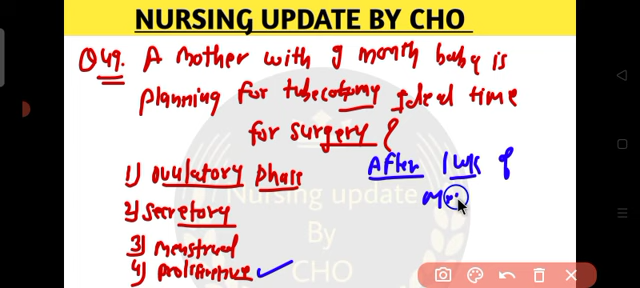 NURSING UPDATE BY CHO
Q49. A mother with 9 month baby is
planning for tubectomy Ideal time
for surgery ?
1) Ovulatory phase
2) Secretory
3) Menstrual
4) Proliferative ✓
After 1 wk of
Nursing update
By
CHO